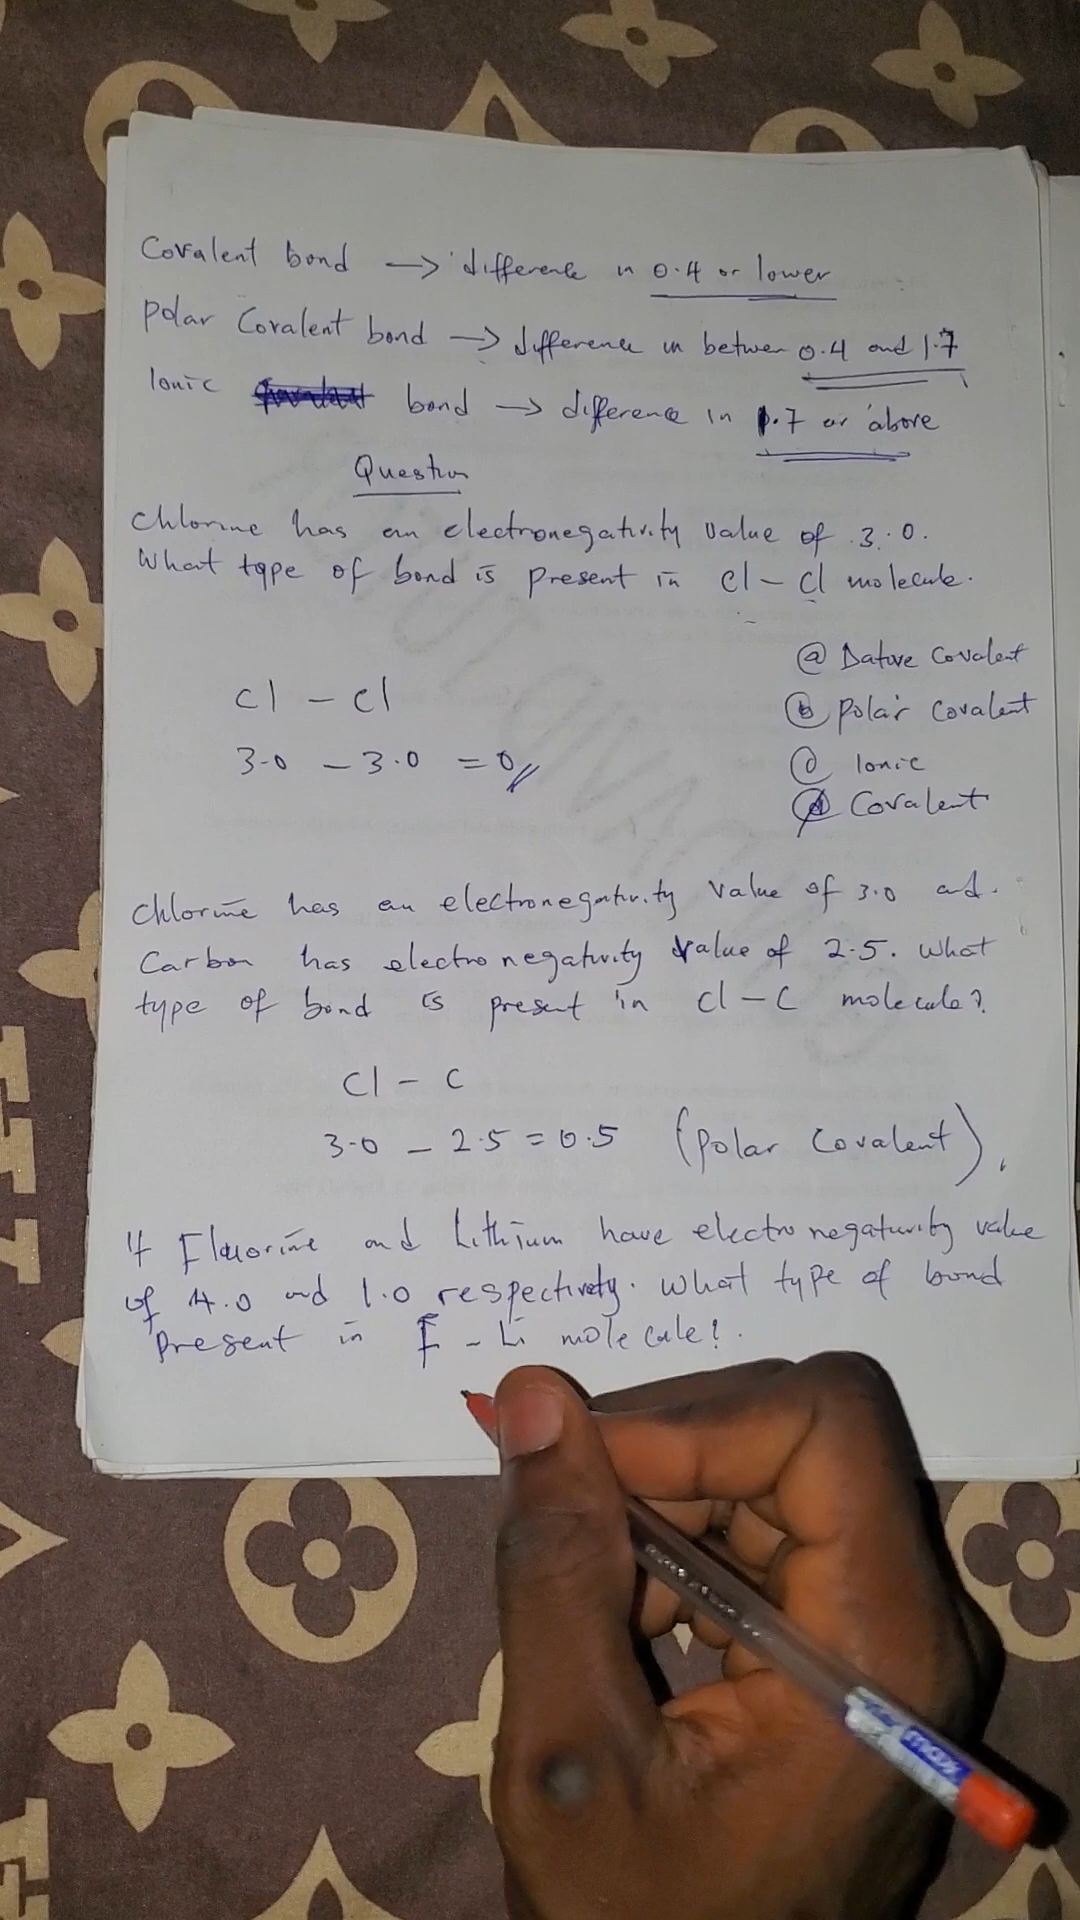 Covalent bond → difference in 0.4 or lower
Polar Covalent bond → difference in between 0.4 and 1.7
Ionic bond → difference in 1.7 or above
Question
Chlorine has an electronegativity value of 3.0.
What type of bond is present in Cl - Cl molecule.
ⓐ Dative Covalent
ⓑ Polar Covalent
ⓒ Ionic
ⓓ Covalent
Cl - Cl
3.0 - 3.0 = 0
Chlorine has an electronegativity value of 3.0 and
Carbon has electronegativity value of 2.5. What
type of bond is present in Cl - C molecule?
Cl - C
3.0 - 2.5 = 0.5 (Polar Covalent).
If Fluorine and Lithium have electronegativity value
of 4.0 and 1.0 respectively. What type of bond
Present in F - Li molecule?
max